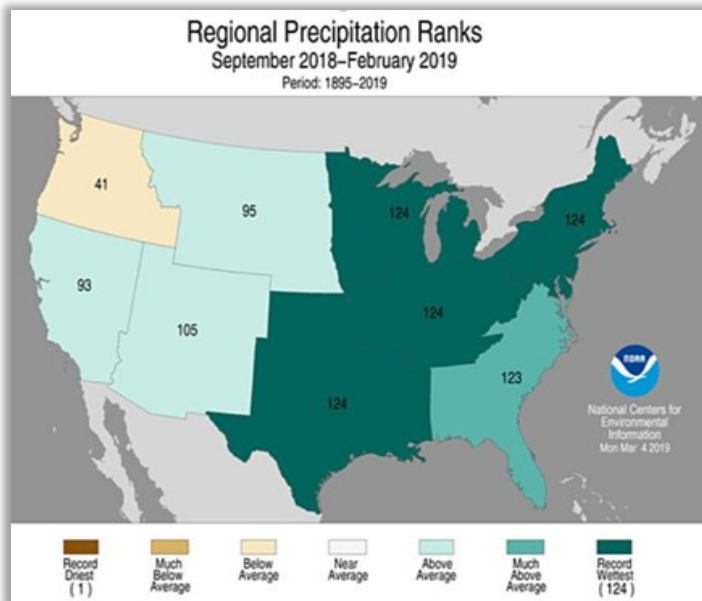 Regional Precipitation Ranks
September 2018–February 2019
Period: 1895–2019
41
95
124
124
93
105
124
124
123
NOAA
National Centers for
Environmental
Information
Mon Mar 4 2019
Record
Driest
(1)
Much
Below
Average
Below
Average
Near
Average
Above
Average
Much
Above
Average
Record
Wettest
(124)